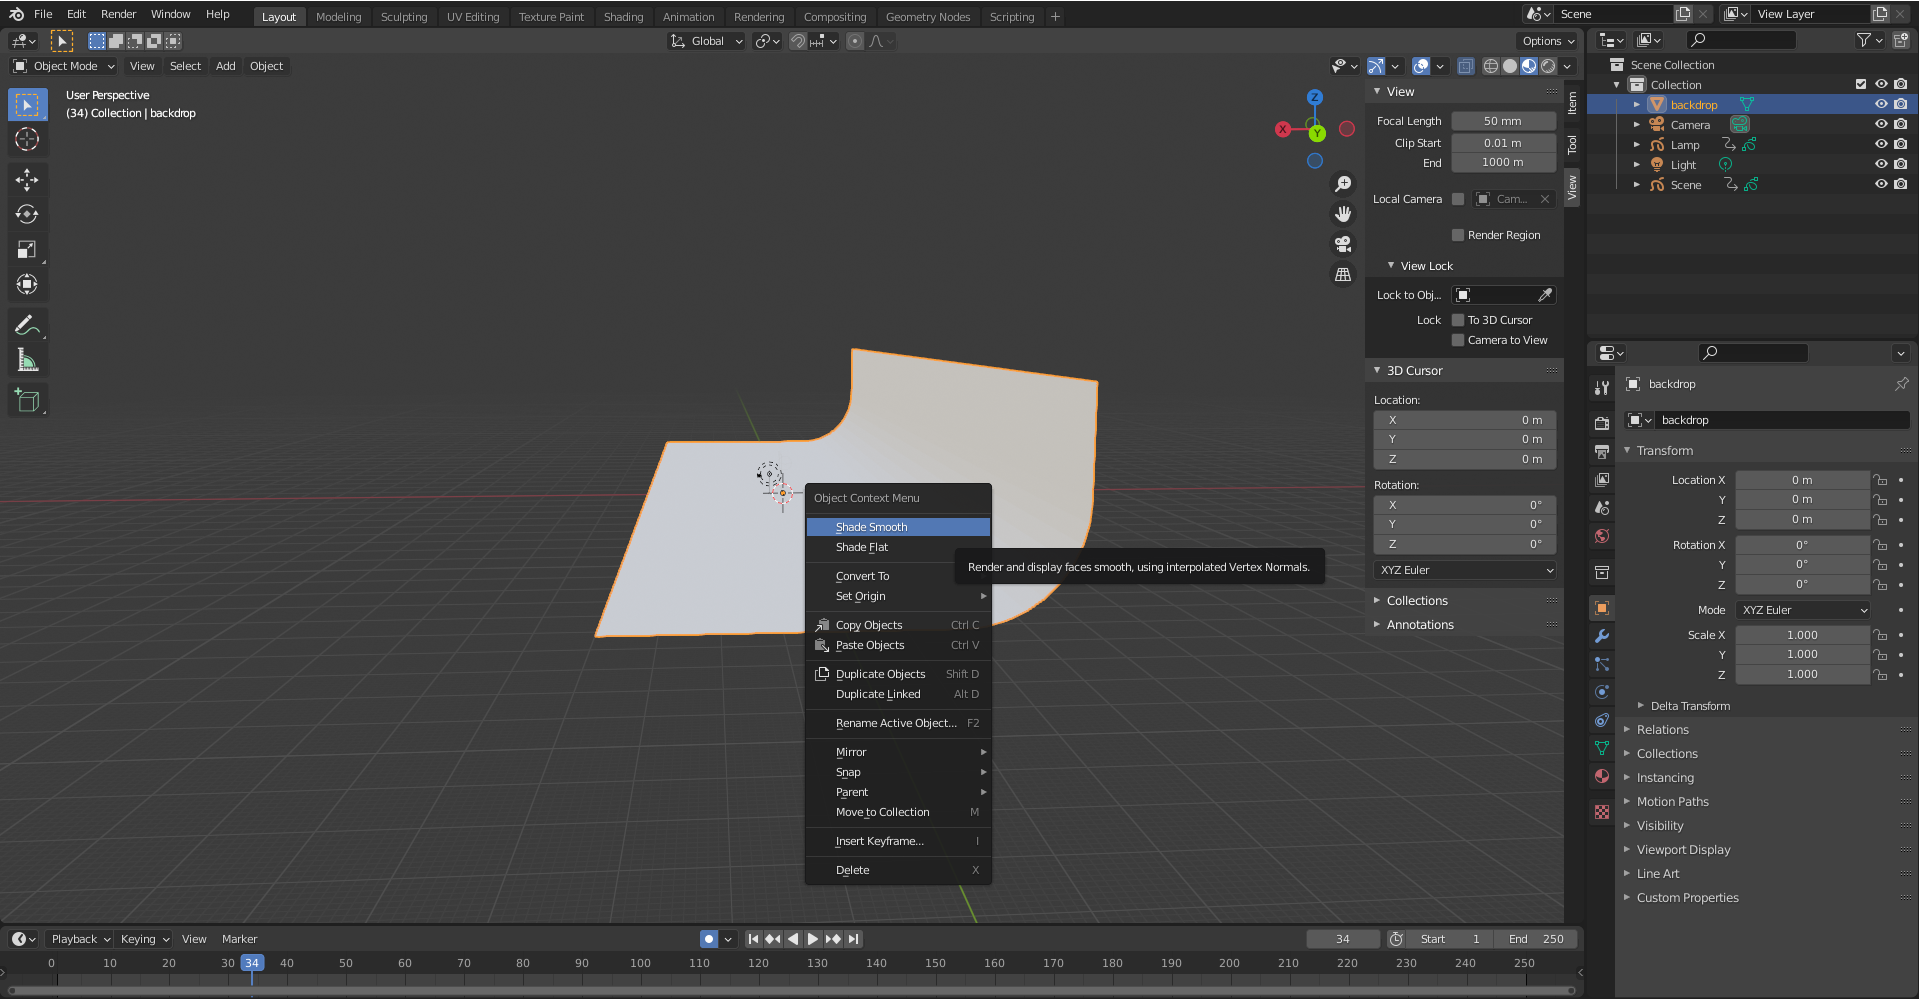 File Edit Render Window Help Layout Modeling Sculpting UV Editing Texture Paint Shading Animation Rendering Compositing Geometry Nodes Scripting + Scene View Layer
Global Options
Object Mode View Select Add Object
User Perspective
(34) Collection | backdrop
Z
X
Y
View
Focal Length 50 mm
Clip Start 0.01 m
End 1000 m
Local Camera Cam...
Render Region
View Lock
Lock to Obj...
Lock To 3D Cursor
Camera to View
3D Cursor
Location:
X 0 m
Y 0 m
Z 0 m
Rotation:
X 0°
Y 0°
Z 0°
XYZ Euler
Collections
Annotations
Item
Tool
View
Object Context Menu
Shade Smooth
Shade Flat
Render and display faces smooth, using interpolated Vertex Normals.
Convert To
Set Origin
Copy Objects Ctrl C
Paste Objects Ctrl V
Duplicate Objects Shift D
Duplicate Linked Alt D
Rename Active Object... F2
Mirror
Snap
Parent
Move to Collection M
Insert Keyframe... I
Delete X
Scene Collection
Collection
backdrop
Camera
Lamp
Light
Scene
backdrop
backdrop
Transform
Location X 0 m
Y 0 m
Z 0 m
Rotation X 0°
Y 0°
Z 0°
Mode XYZ Euler
Scale X 1.000
Y 1.000
Z 1.000
Delta Transform
Relations
Collections
Instancing
Motion Paths
Visibility
Viewport Display
Line Art
Custom Properties
Playback Keying View Marker 34 Start 1 End 250
0 10 20 30 34 40 50 60 70 80 90 100 110 120 130 140 150 160 170 180 190 200 210 220 230 240 250